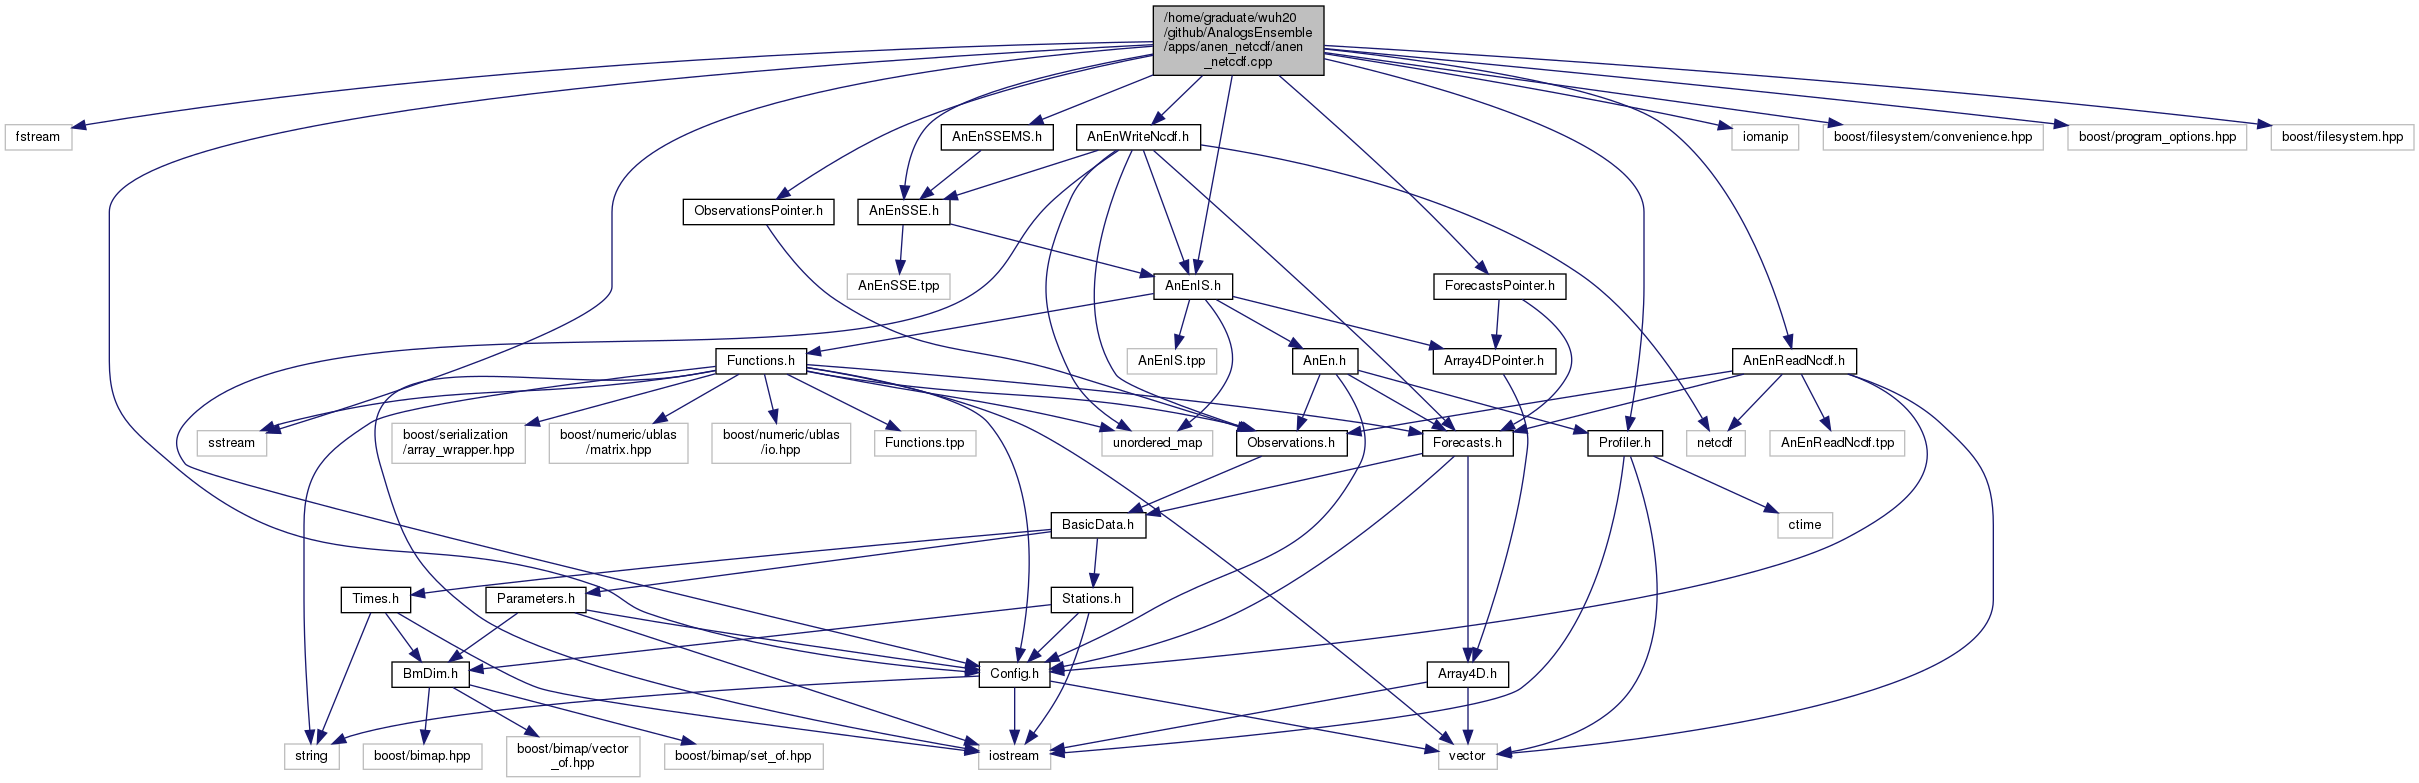 /home/graduate/wuh20
/github/AnalogsEnsemble
/apps/anen_netcdf/anen
_netcdf.cpp
fstream
AnEnSSEMS.h
AnEnWriteNcdf.h
iomanip
boost/filesystem/convenience.hpp
boost/program_options.hpp
boost/filesystem.hpp
ObservationsPointer.h
AnEnSSE.h
AnEnSSE.tpp
AnEnIS.h
ForecastsPointer.h
Functions.h
AnEnIS.tpp
AnEn.h
Array4DPointer.h
AnEnReadNcdf.h
sstream
boost/serialization
/array_wrapper.hpp
boost/numeric/ublas
/matrix.hpp
boost/numeric/ublas
/io.hpp
Functions.tpp
unordered_map
Observations.h
Forecasts.h
Profiler.h
netcdf
AnEnReadNcdf.tpp
BasicData.h
ctime
Times.h
Parameters.h
Stations.h
BmDim.h
Config.h
Array4D.h
string
boost/bimap.hpp
boost/bimap/vector
_of.hpp
boost/bimap/set_of.hpp
iostream
vector